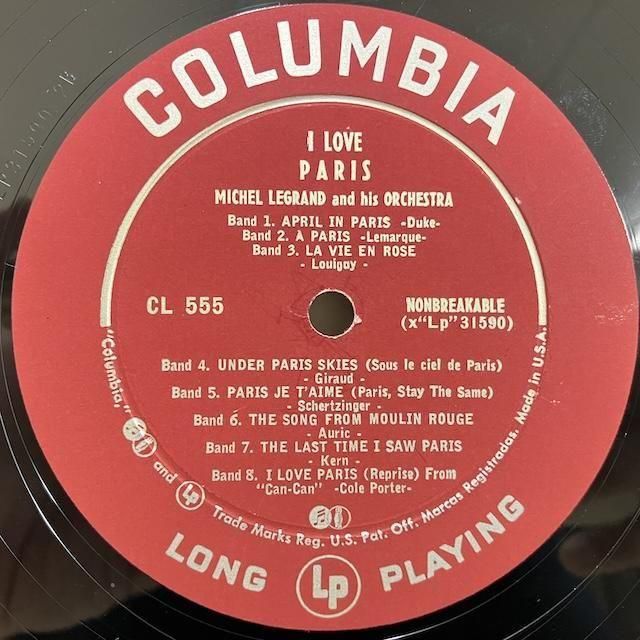 COLUMBIA
I LOVE
PARIS
MICHEL LEGRAND and his ORCHESTRA
Band 1. APRIL IN PARIS -Duke-
Band 2. À PARIS -Lemarque-
Band 3. LA VIE EN ROSE
- Louigay -
CL 555
NONBREAKABLE
(x“Lp”31590)
Band 4. UNDER PARIS SKIES (Sous le ciel de Paris)
- Giraud -
Band 5. PARIS JE T'AIME (Paris, Stay The Same)
- Schertzinger -
Band 6. THE SONG FROM MOULIN ROUGE
- Auric -
Band 7. THE LAST TIME I SAW PARIS
- Kern -
Band 8. I LOVE PARIS (Reprise) From
“Can-Can” -Cole Porter-
“Columbia,” and Lp Trade Marks Reg. U.S. Pat. Off. Marcas Registradas. Made in U.S.A.
LONG Lp PLAYING